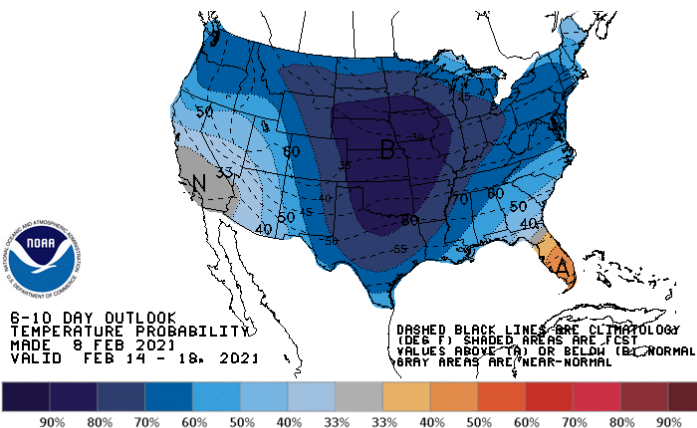 50
B
60
N
33
35
30
45
40
45
50
40
50
55
80
70
60
50
40
A
NATIONAL OCEANIC AND ATMOSPHERIC ADMINISTRATION
NOAA
U.S. DEPARTMENT OF COMMERCE
6-10 DAY OUTLOOK
TEMPERATURE PROBABILITY
MADE 8 FEB 2021
VALID FEB 14 - 18, 2021
DASHED BLACK LINES ARE CLIMATOLOGY
(DEG F) SHADED AREAS ARE FCST
VALUES ABOVE (A) OR BELOW (B) NORMAL
GRAY AREAS ARE NEAR-NORMAL
90% 80% 70% 60% 50% 40% 33% 33% 40% 50% 60% 70% 80% 90%